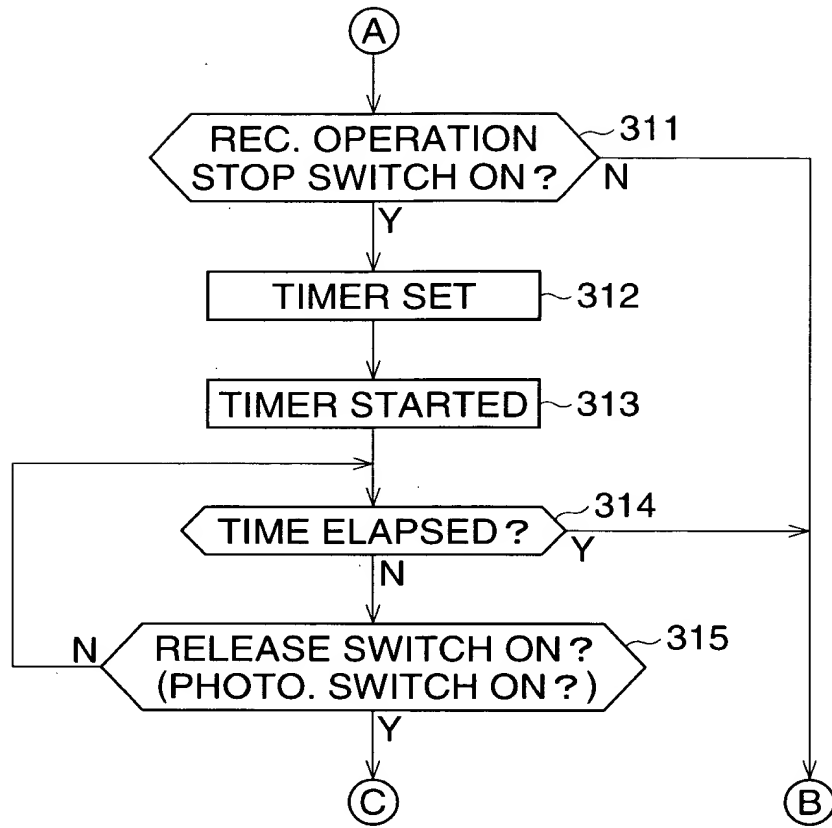 A
REC. OPERATION
STOP SWITCH ON?
311
N
Y
TIMER SET
312
TIMER STARTED
313
TIME ELAPSED?
314
Y
N
RELEASE SWITCH ON?
(PHOTO. SWITCH ON?)
315
N
Y
C
B